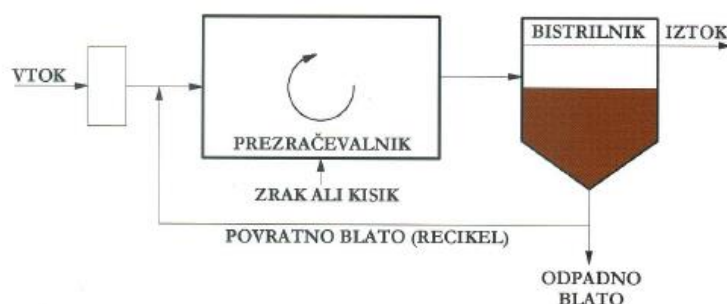 VTOK
PREZRAČEVALNIK
ZRAK ALI KISIK
BISTRILNIK
IZTOK
POVRATNO BLATO (RECIKEL)
ODPADNO
BLATO